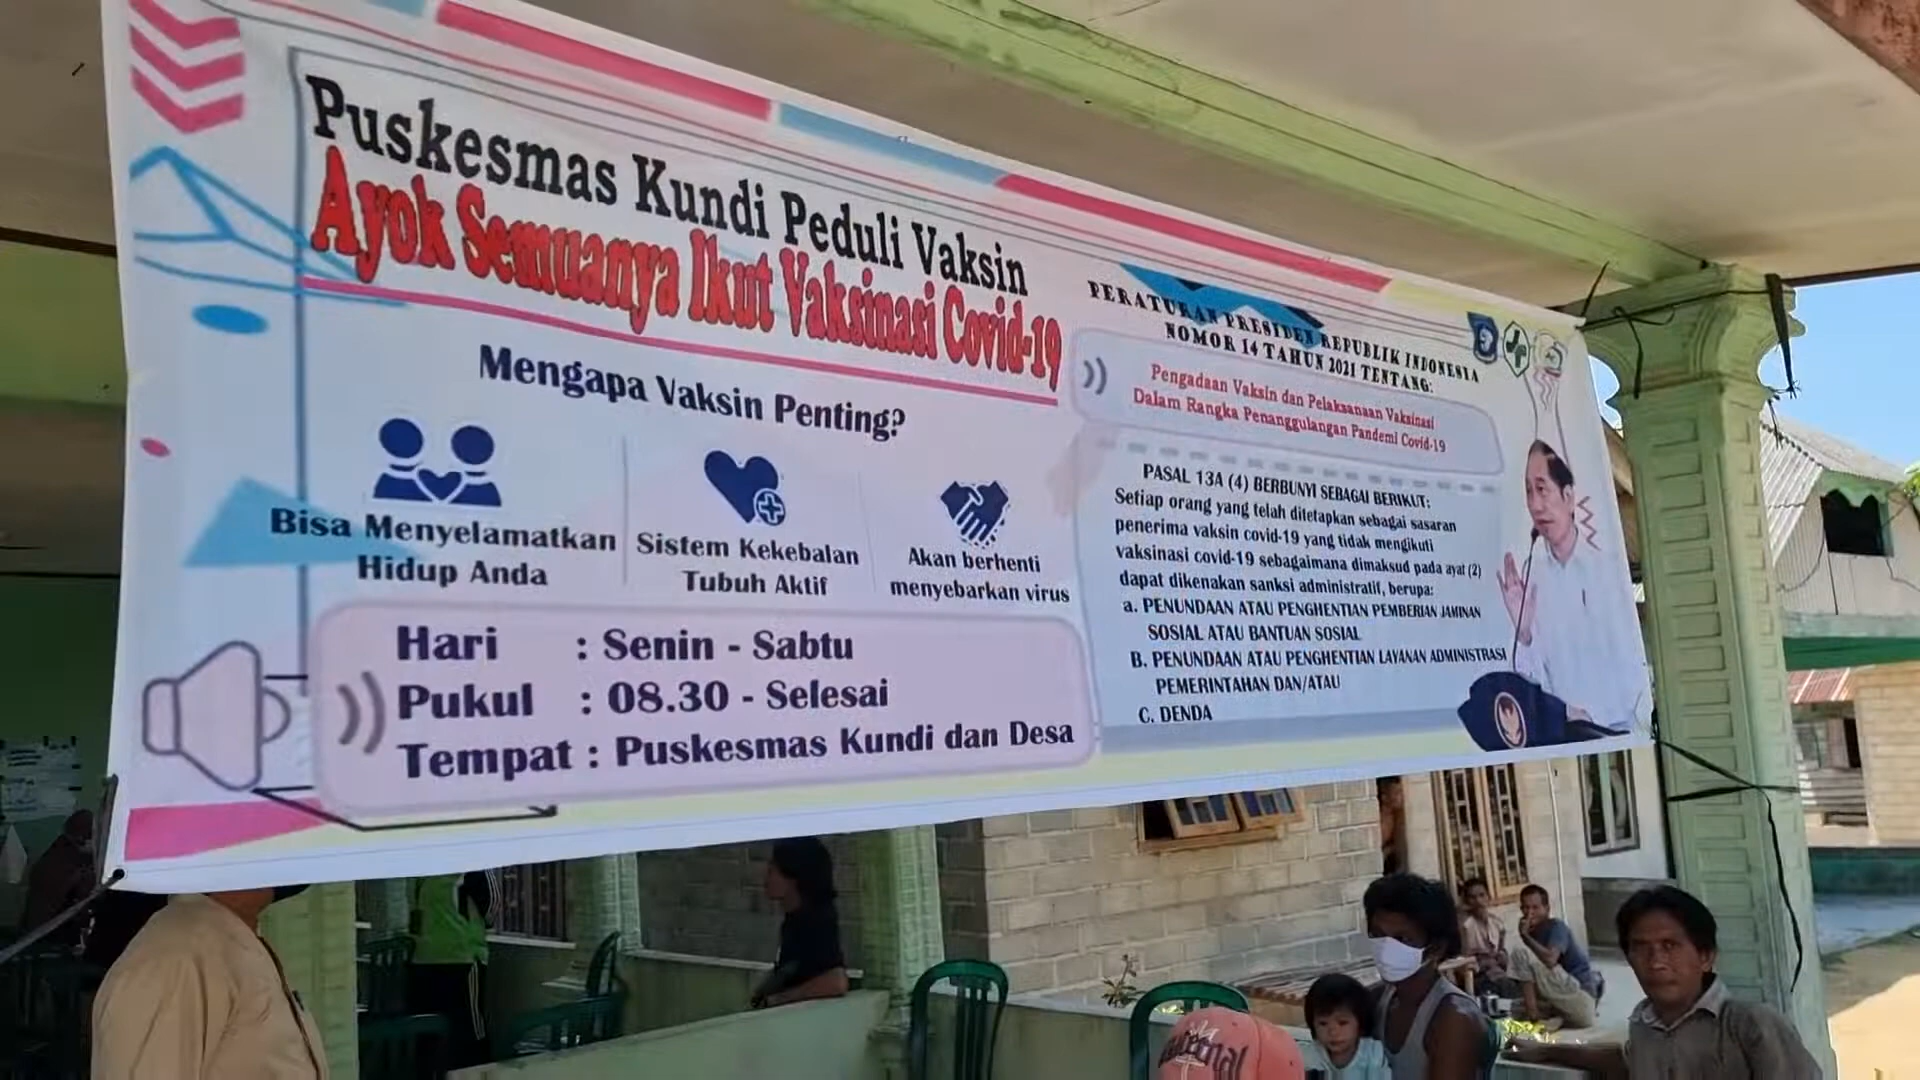 Puskesmas Kundi Peduli Vaksin
Ayok Semuanya Ikut Vaksinasi Covid-19
Mengapa Vaksin Penting?
Bisa Menyelamatkan
Hidup Anda
Sistem Kekebalan
Tubuh Aktif
Akan berhenti
menyebarkan virus
Hari : Senin - Sabtu
Pukul : 08.30 - Selesai
Tempat : Puskesmas Kundi dan Desa
PERATURAN PRESIDEN REPUBLIK INDONESIA
NOMOR 14 TAHUN 2021 TENTANG:
Pengadaan Vaksin dan Pelaksanaan Vaksinasi
Dalam Rangka Penanggulangan Pandemi Covid-19
PASAL 13A (4) BERBUNYI SEBAGAI BERIKUT:
Setiap orang yang telah ditetapkan sebagai sasaran
penerima vaksin covid-19 yang tidak mengikuti
vaksinasi covid-19 sebagaimana dimaksud pada ayat (2)
dapat dikenakan sanksi administratif, berupa:
a. PENUNDAAN ATAU PENGHENTIAN PEMBERIAN JAMINAN
SOSIAL ATAU BANTUAN SOSIAL
B. PENUNDAAN ATAU PENGHENTIAN LAYANAN ADMINISTRASI
PEMERINTAHAN DAN/ATAU
C. DENDA